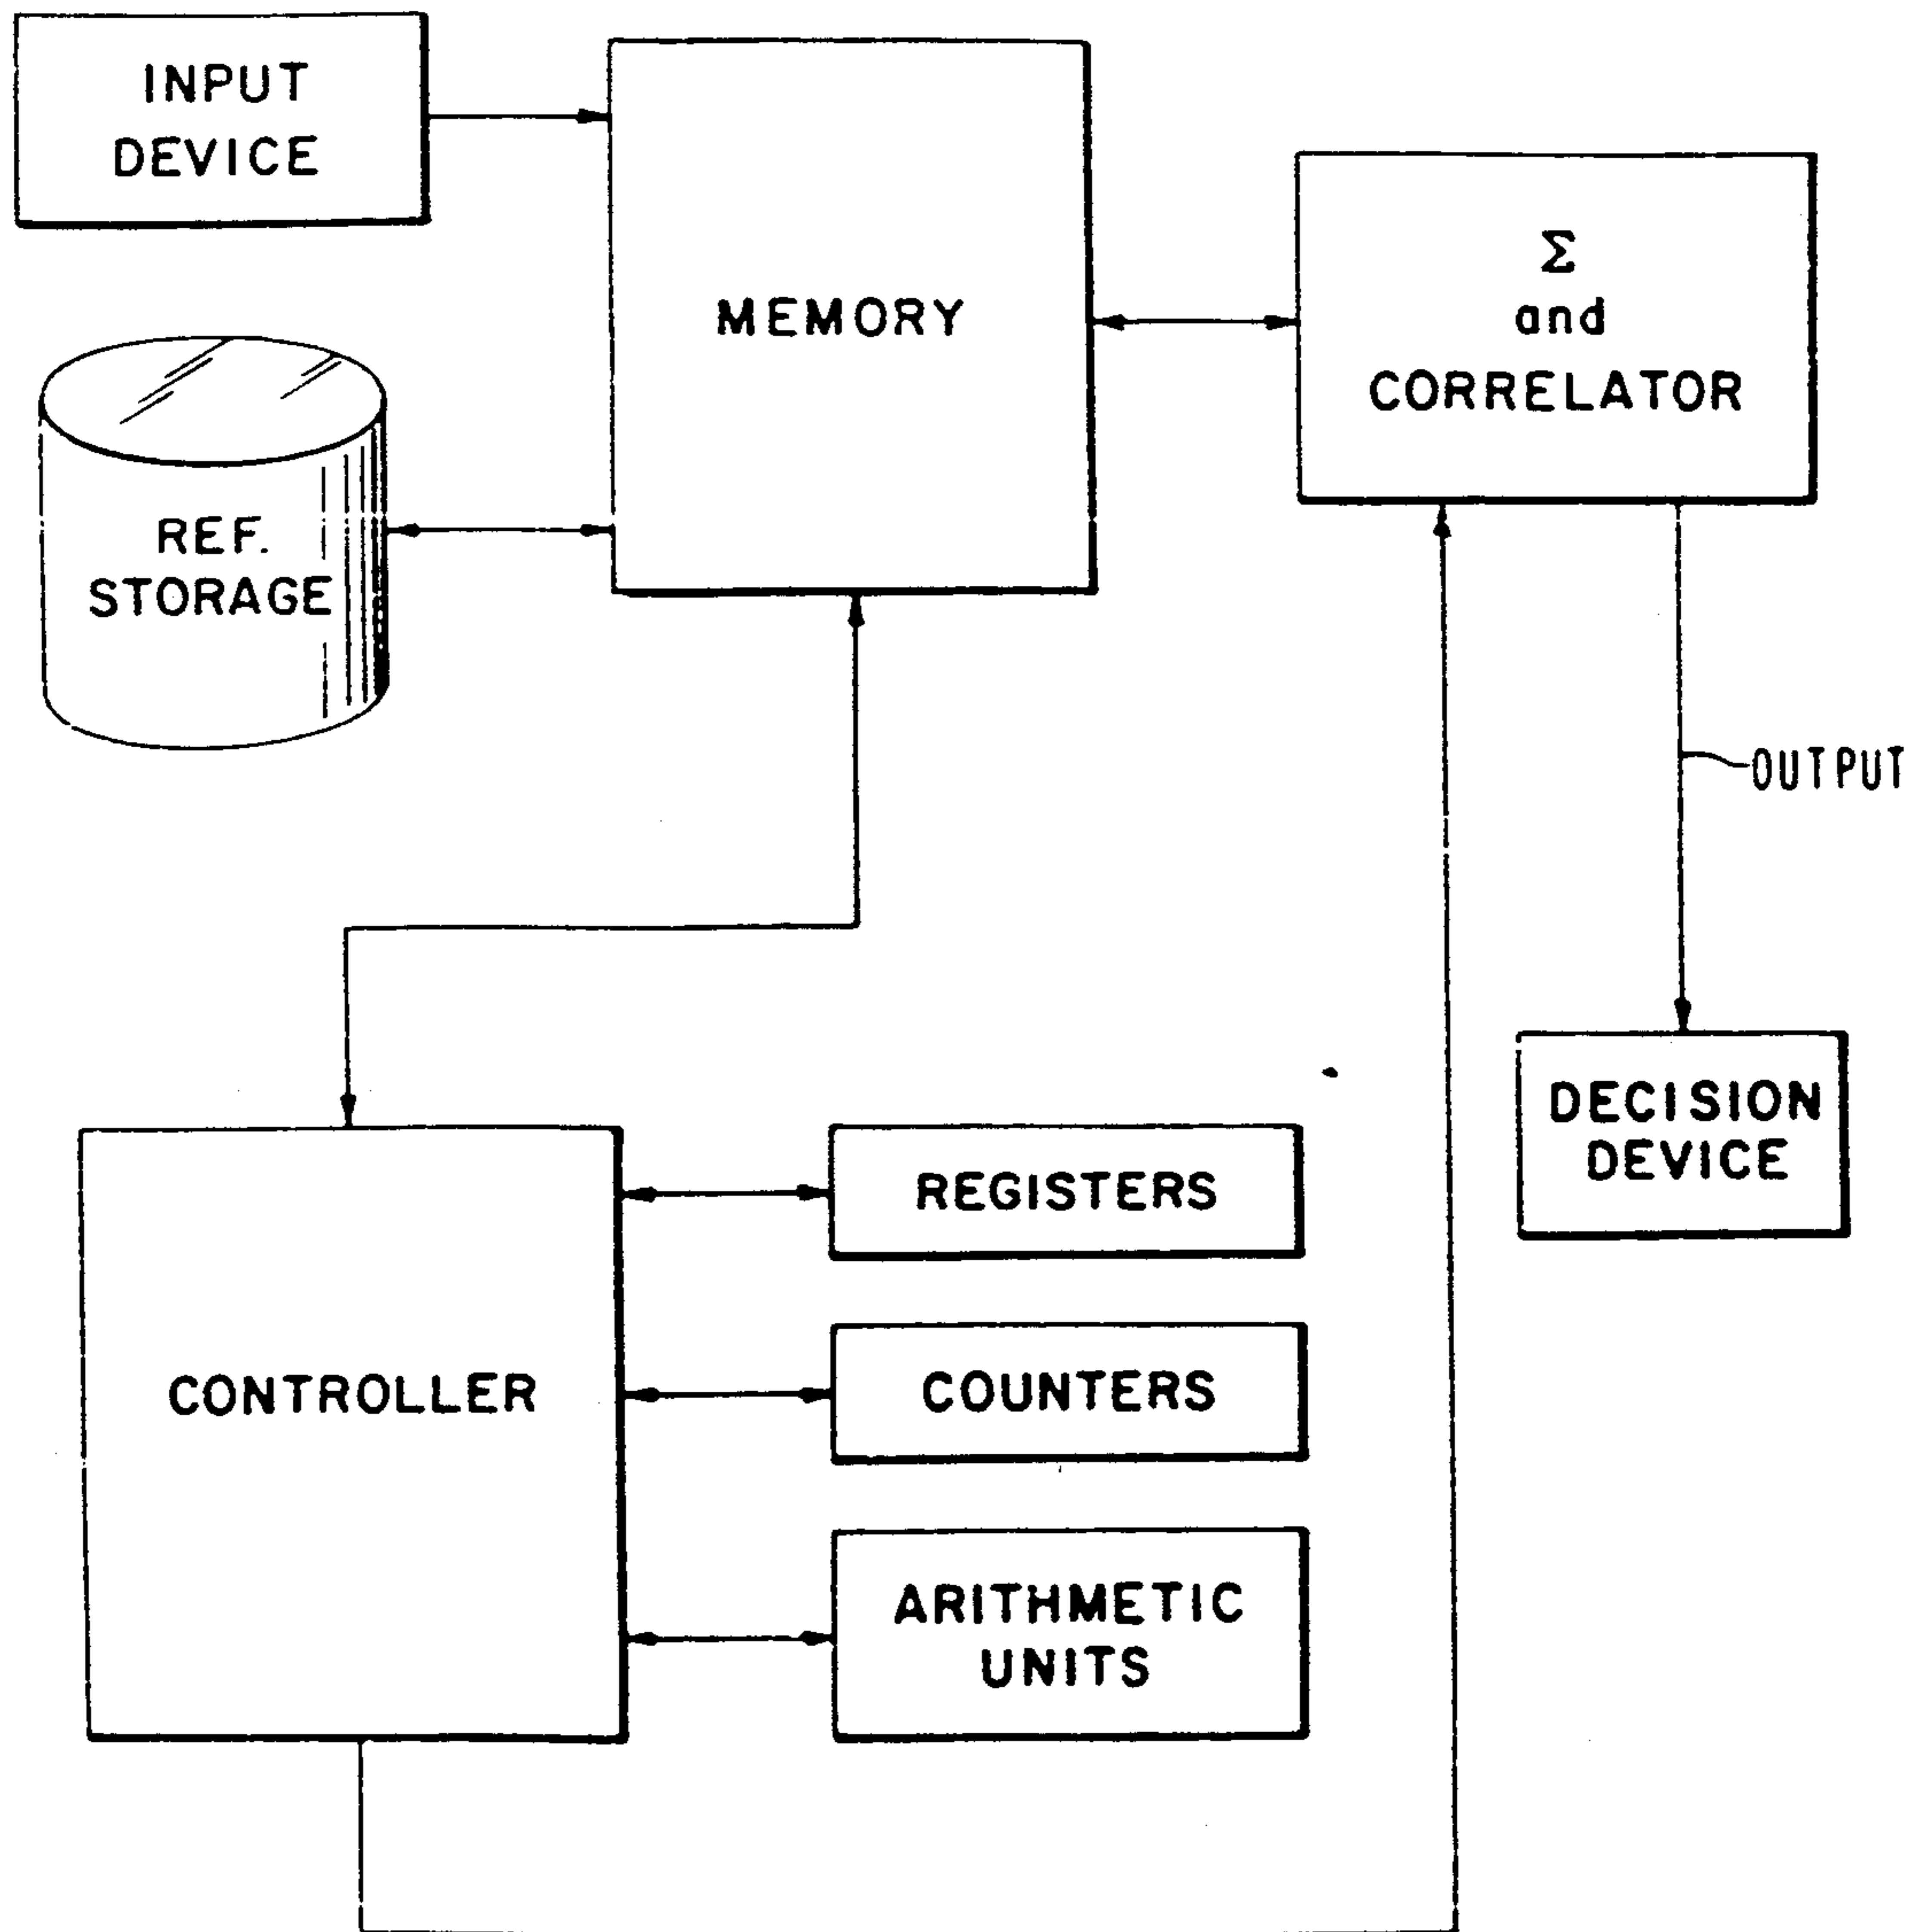 INPUT
DEVICE
MEMORY
Σ
and
CORRELATOR
REF.
STORAGE
OUTPUT
DECISION
DEVICE
REGISTERS
CONTROLLER
COUNTERS
ARITHMETIC
UNITS